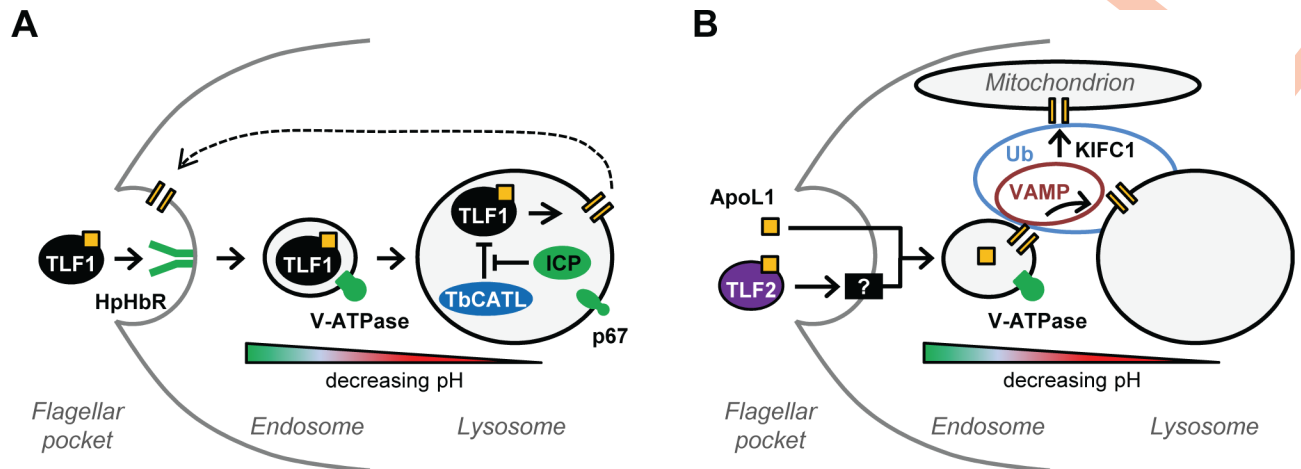 A
TLF1
HpHbR
TLF1
V-ATPase
TLF1
ICP
TbCATL
p67
decreasing pH
Flagellar
pocket
Endosome
Lysosome
B
Mitochondrion
Ub
KIFC1
VAMP
ApoL1
TLF2
?
V-ATPase
decreasing pH
Flagellar
pocket
Endosome
Lysosome